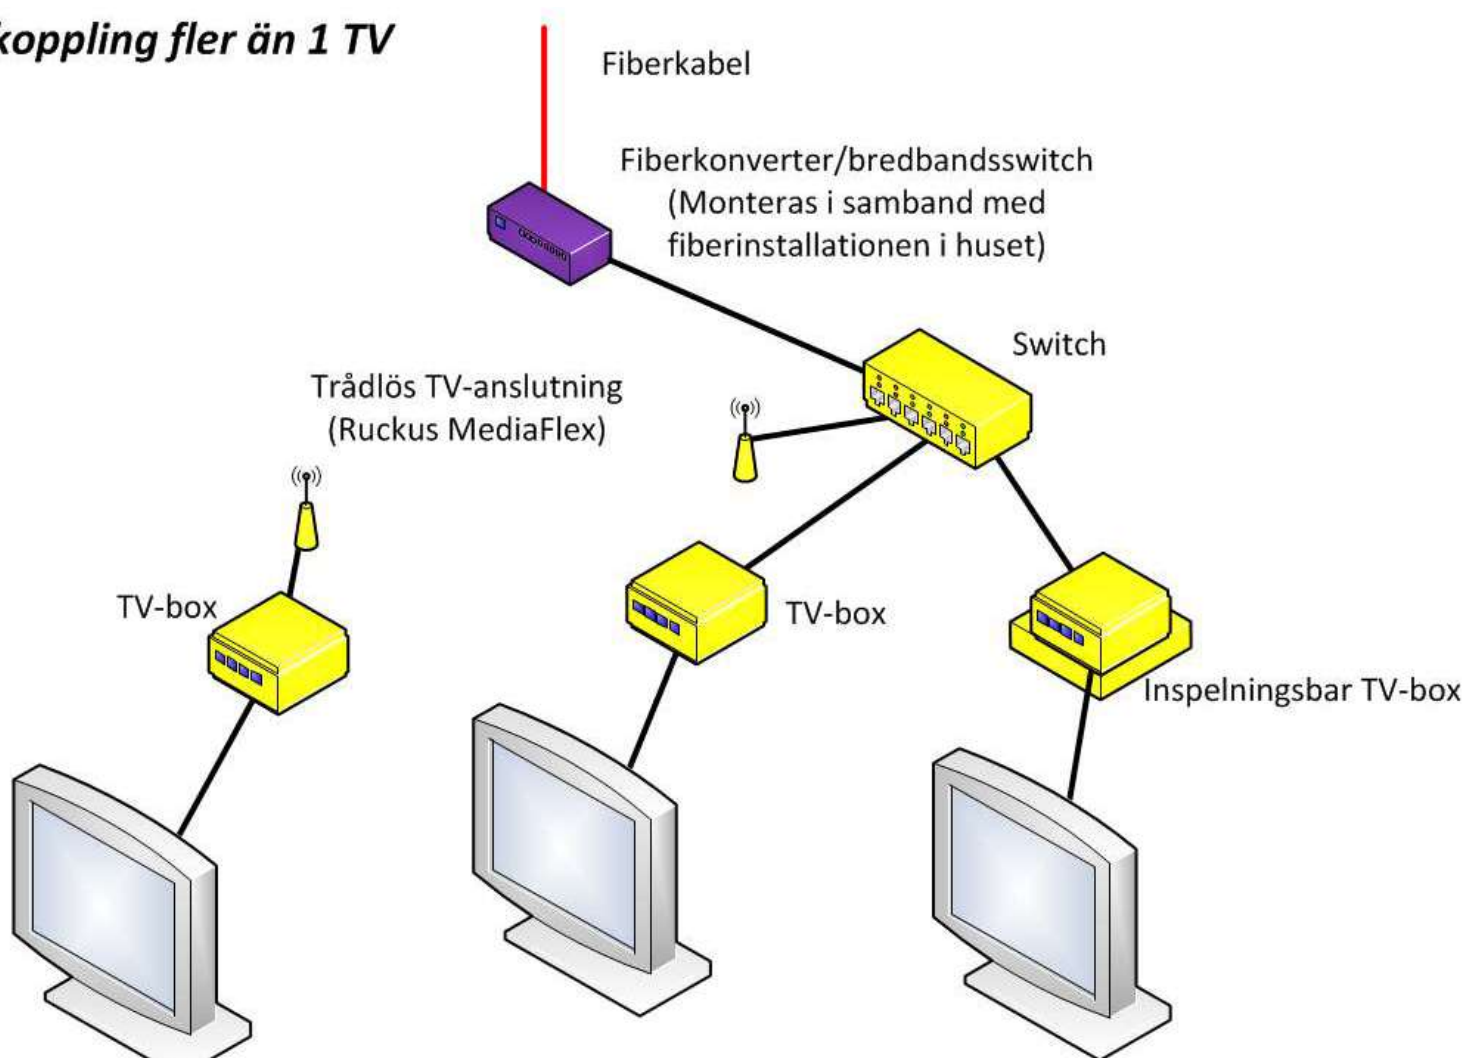 koppling fler än 1 TV
Fiberkabel
Fiberkonverter/bredbandsswitch
(Monteras i samband med
fiberinstallationen i huset)
Switch
Trådlös TV-anslutning
(Ruckus MediaFlex)
TV-box
TV-box
Inspelningsbar TV-box